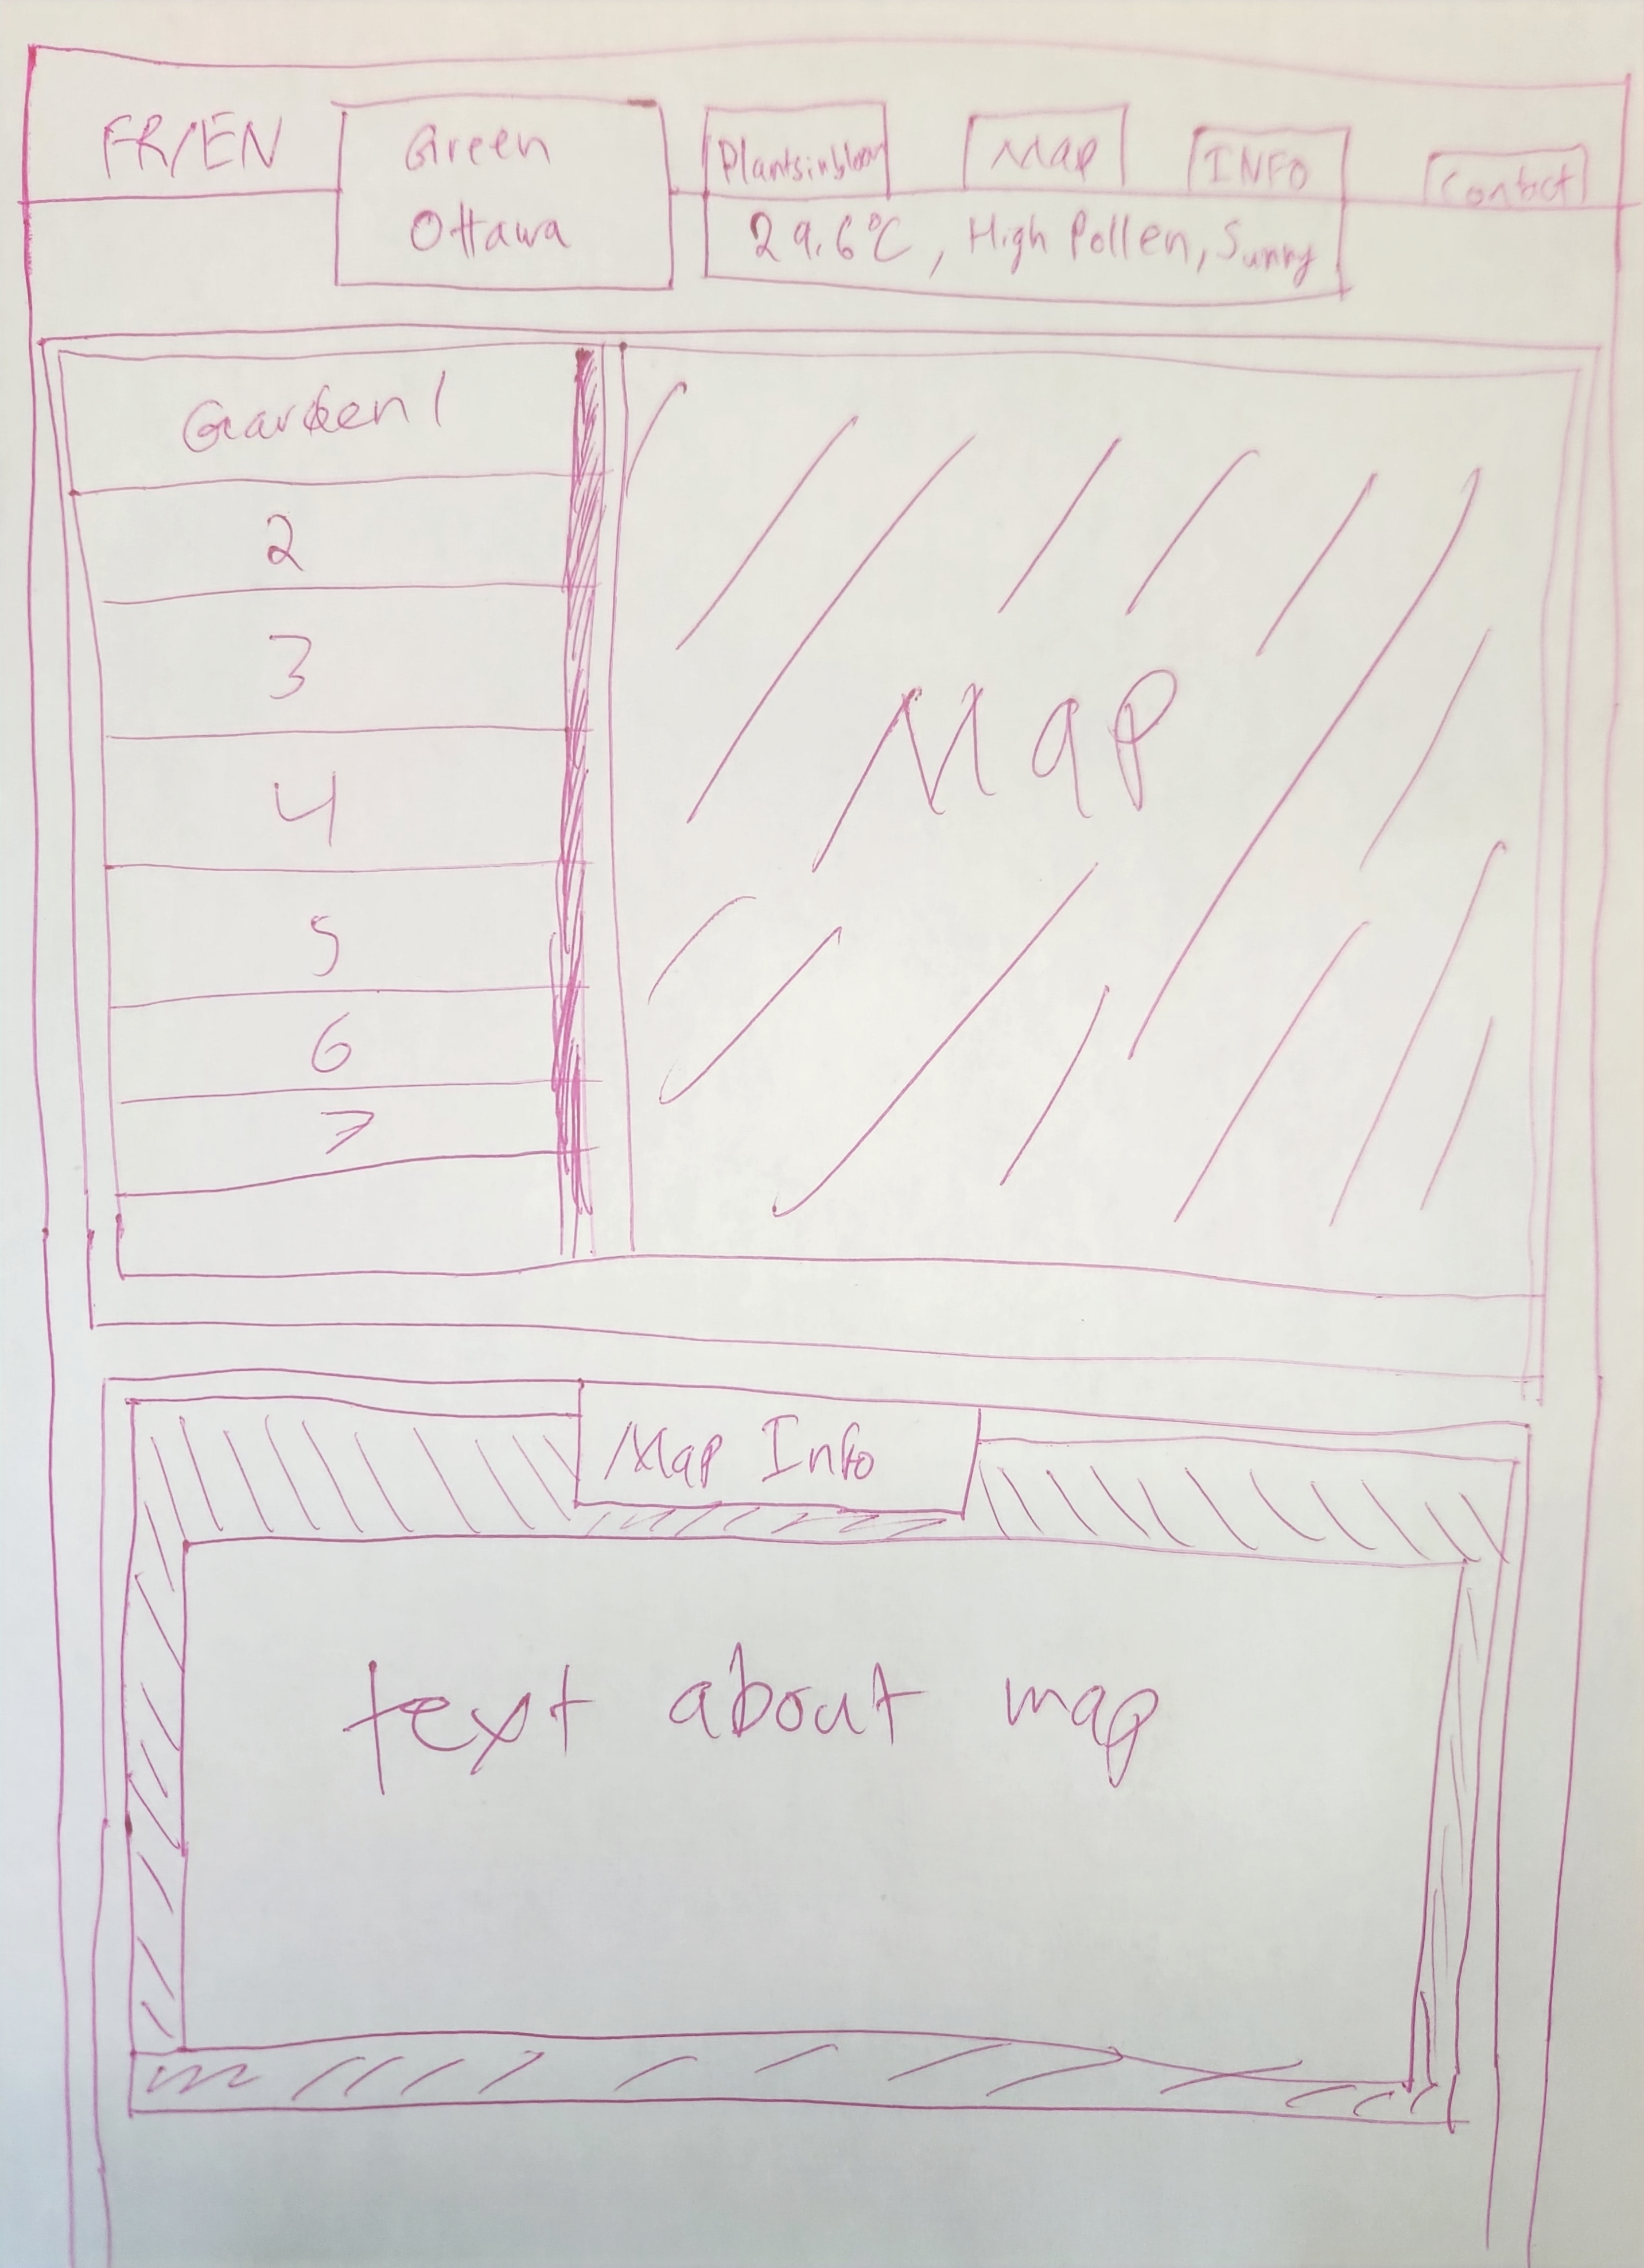 FR/EN
Green
Ottawa
Plantsinbloom
Map
INFO
Contact
29.6°C, High Pollen, Sunny
Garden 1
2
3
4
5
6
7
Map
Map Info
text about map